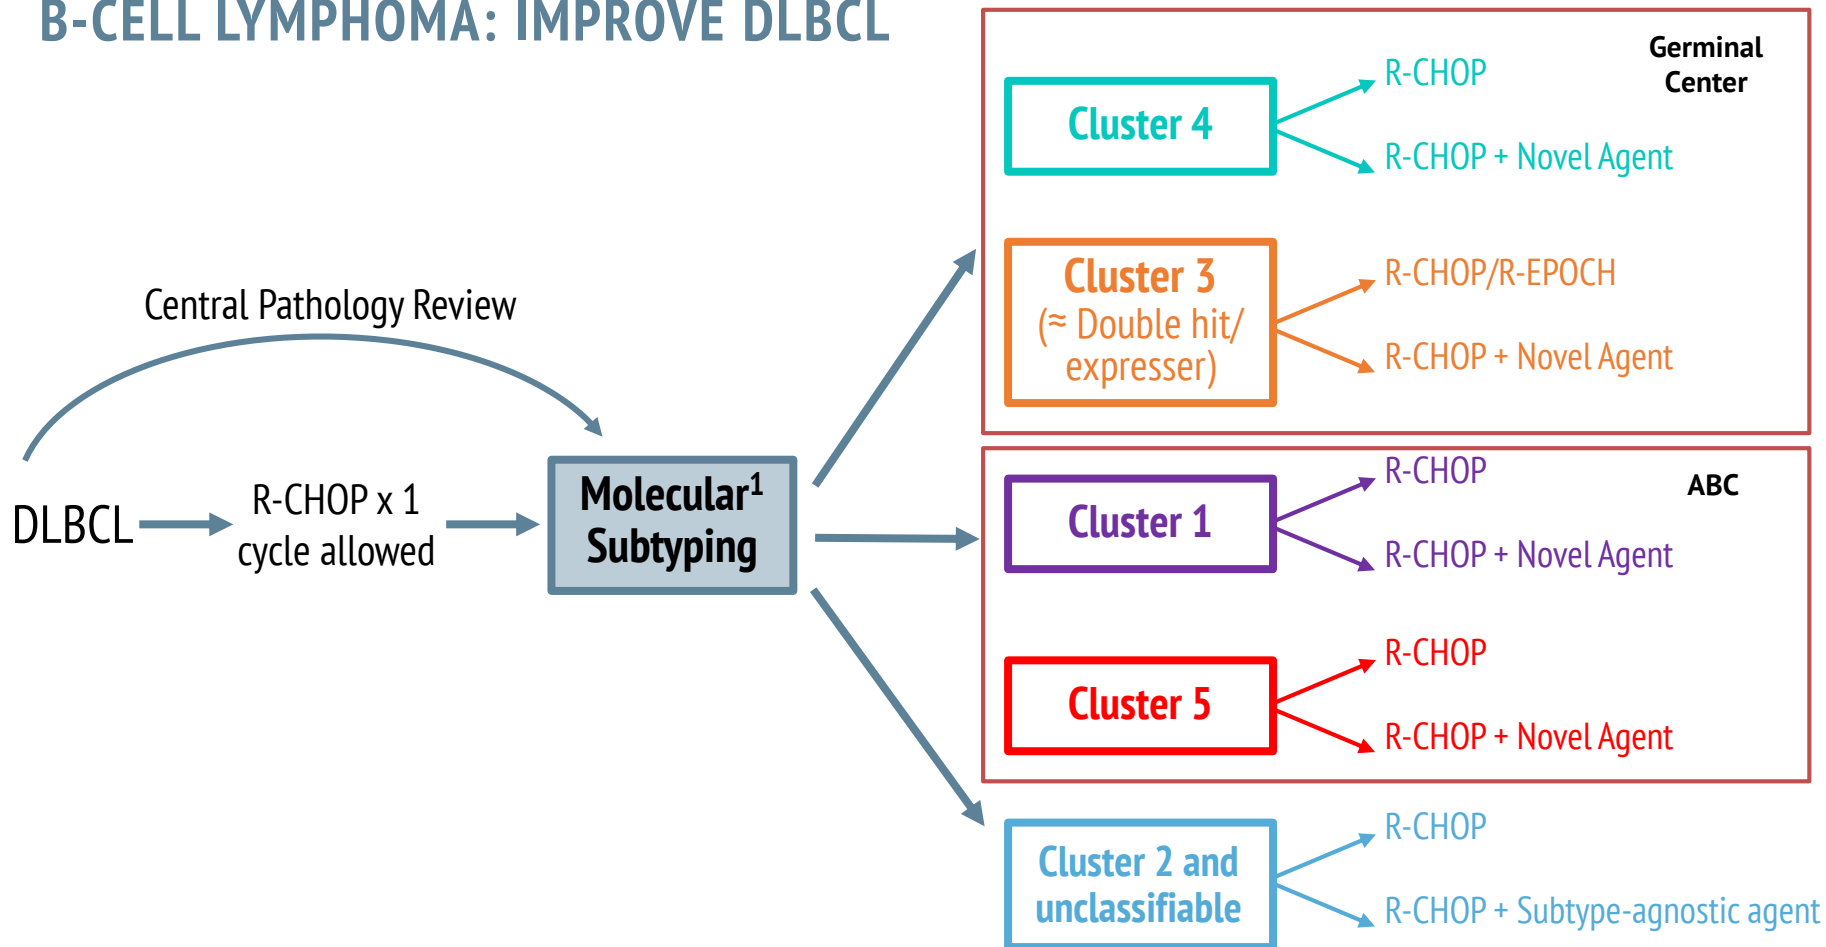 B-CELL LYMPHOMA: IMPROVE DLBCL
Central Pathology Review
DLBCL
R-CHOP x 1
cycle allowed
Molecular¹
Subtyping
Germinal
Center
Cluster 4
R-CHOP
R-CHOP + Novel Agent
Cluster 3
(≈ Double hit/
expresser)
R-CHOP/R-EPOCH
R-CHOP + Novel Agent
ABC
Cluster 1
R-CHOP
R-CHOP + Novel Agent
Cluster 5
R-CHOP
R-CHOP + Novel Agent
Cluster 2 and
unclassifiable
R-CHOP
R-CHOP + Subtype-agnostic agent